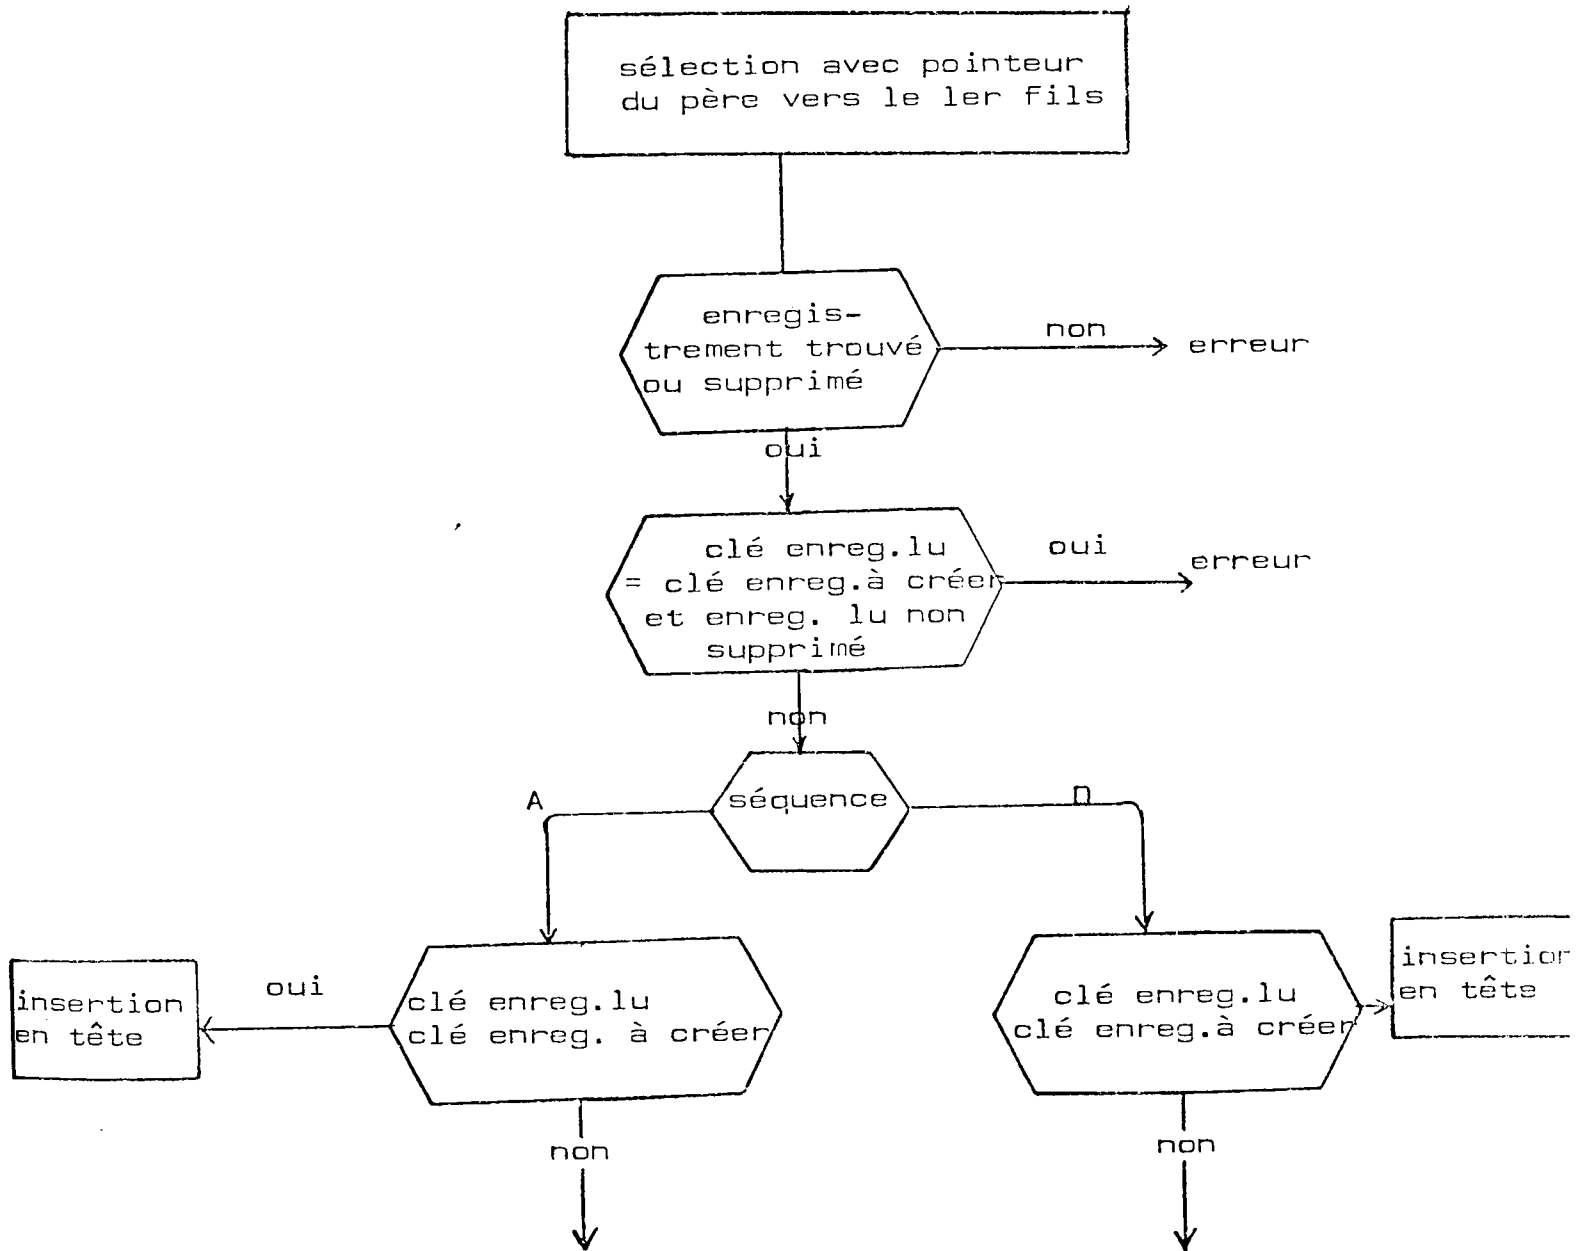 sélection avec pointeur
du père vers le ler fils
enregis-
trement trouvé
ou supprimé
non
erreur
oui
clé enreg.lu
= clé enreg.à créer
et enreg. lu non
supprimé
oui
erreur
non
séquence
A
D
insertion
en tête
oui
clé enreg.lu
clé enreg. à créer
non
clé enreg.lu
clé enreg.à créer
insertion
en tête
non